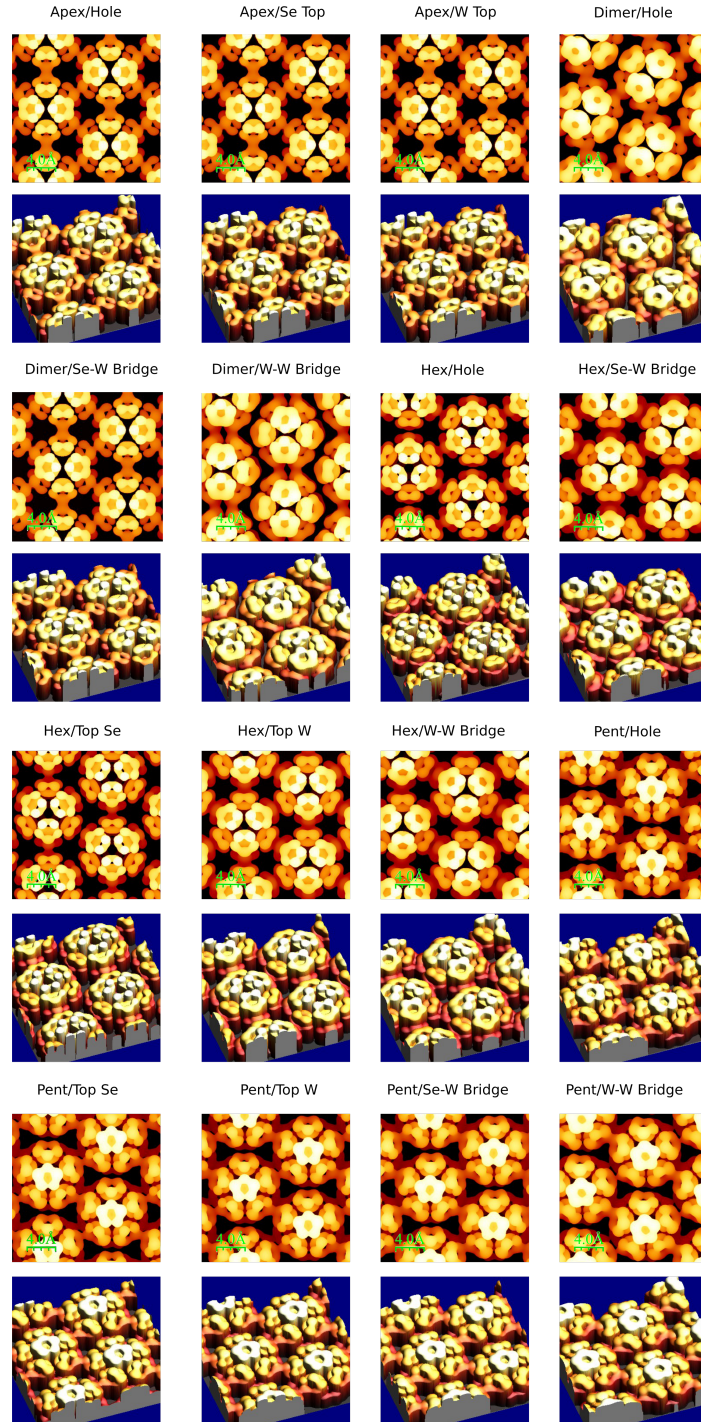 Apex/Hole Apex/Se Top Apex/W Top Dimer/Hole
4.0Å 4.0Å 4.0Å 4.0Å
Dimer/Se-W Bridge Dimer/W-W Bridge Hex/Hole Hex/Se-W Bridge
4.0Å 4.0Å 4.0Å 4.0Å
Hex/Top Se Hex/Top W Hex/W-W Bridge Pent/Hole
4.0Å 4.0Å 4.0Å 4.0Å
Pent/Top Se Pent/Top W Pent/Se-W Bridge Pent/W-W Bridge
4.0Å 4.0Å 4.0Å 4.0Å